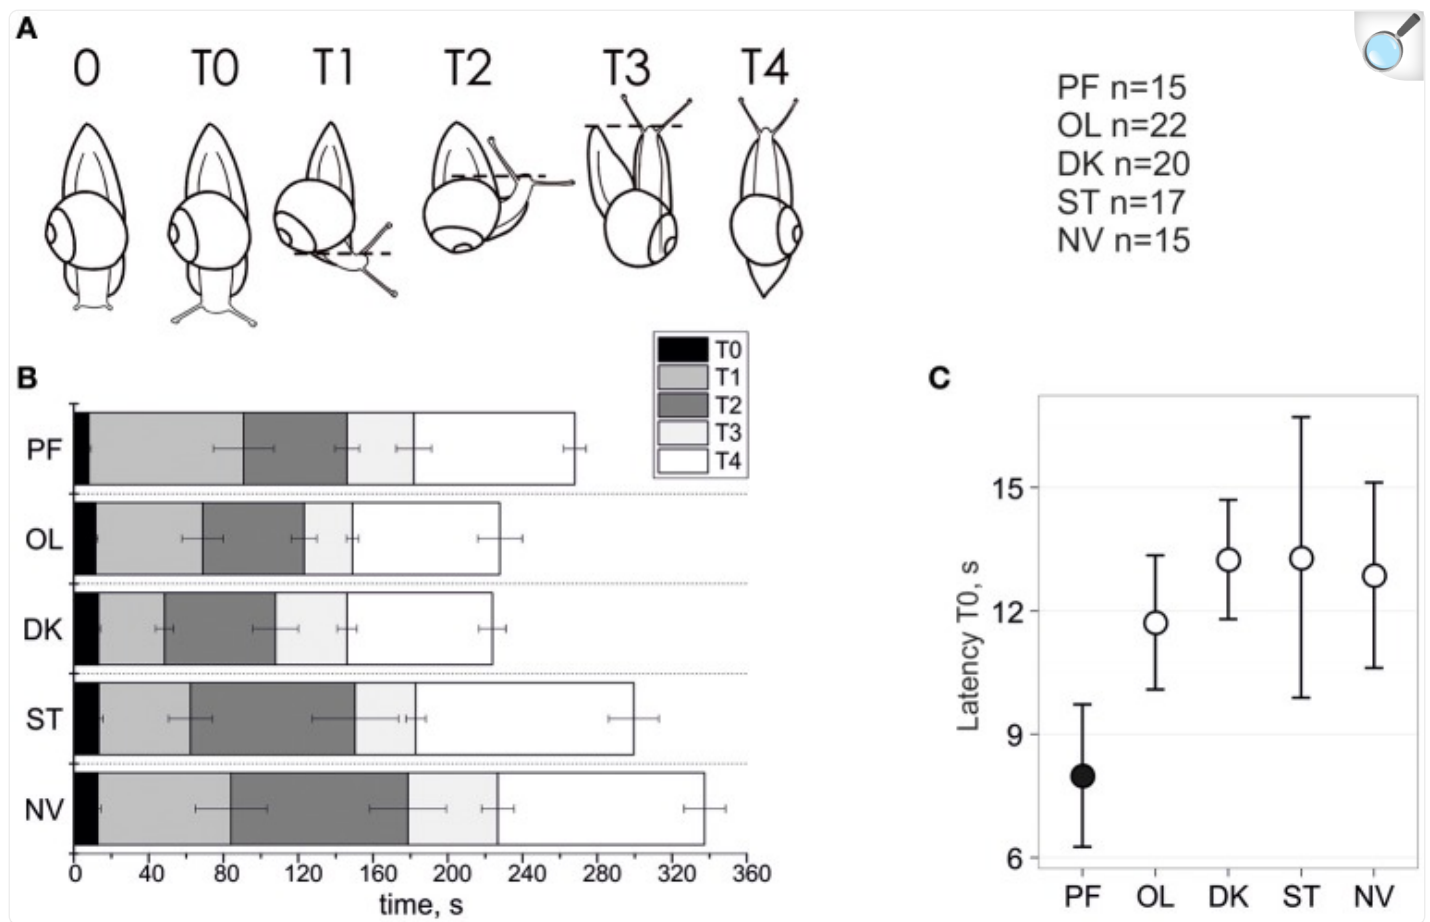 A
0 T0 T1 T2 T3 T4
PF n=15
OL n=22
DK n=20
ST n=17
NV n=15
B
T0
T1
T2
T3
T4
PF
OL
DK
ST
NV
0 40 80 120 160 200 240 280 320 360
time, s
C
Latency T0, s
15
12
9
6
PF OL DK ST NV